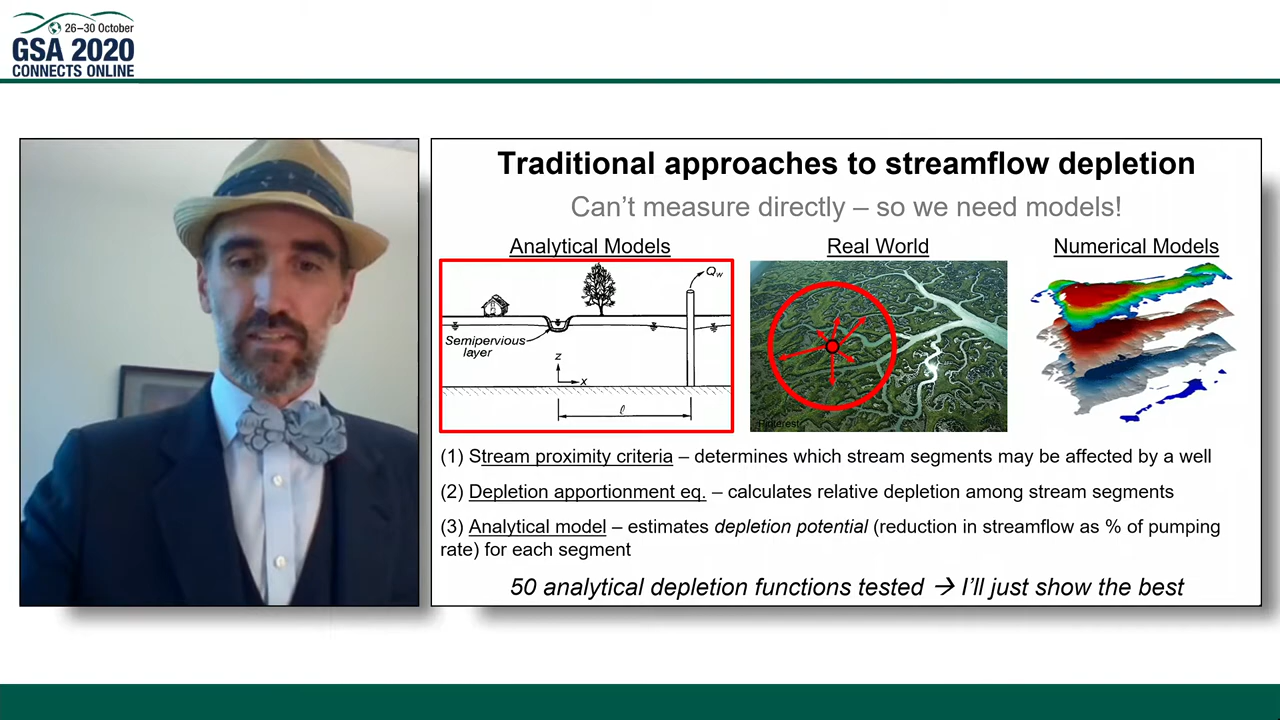 26–30 October
GSA 2020
CONNECTS ONLINE
Traditional approaches to streamflow depletion
Can’t measure directly – so we need models!
Analytical Models
Real World
Numerical Models
Qw
Semipervious
layer
z
x
ℓ
Pinterest
(1) Stream proximity criteria – determines which stream segments may be affected by a well
(2) Depletion apportionment eq. – calculates relative depletion among stream segments
(3) Analytical model – estimates depletion potential (reduction in streamflow as % of pumping
rate) for each segment
50 analytical depletion functions tested → I’ll just show the best